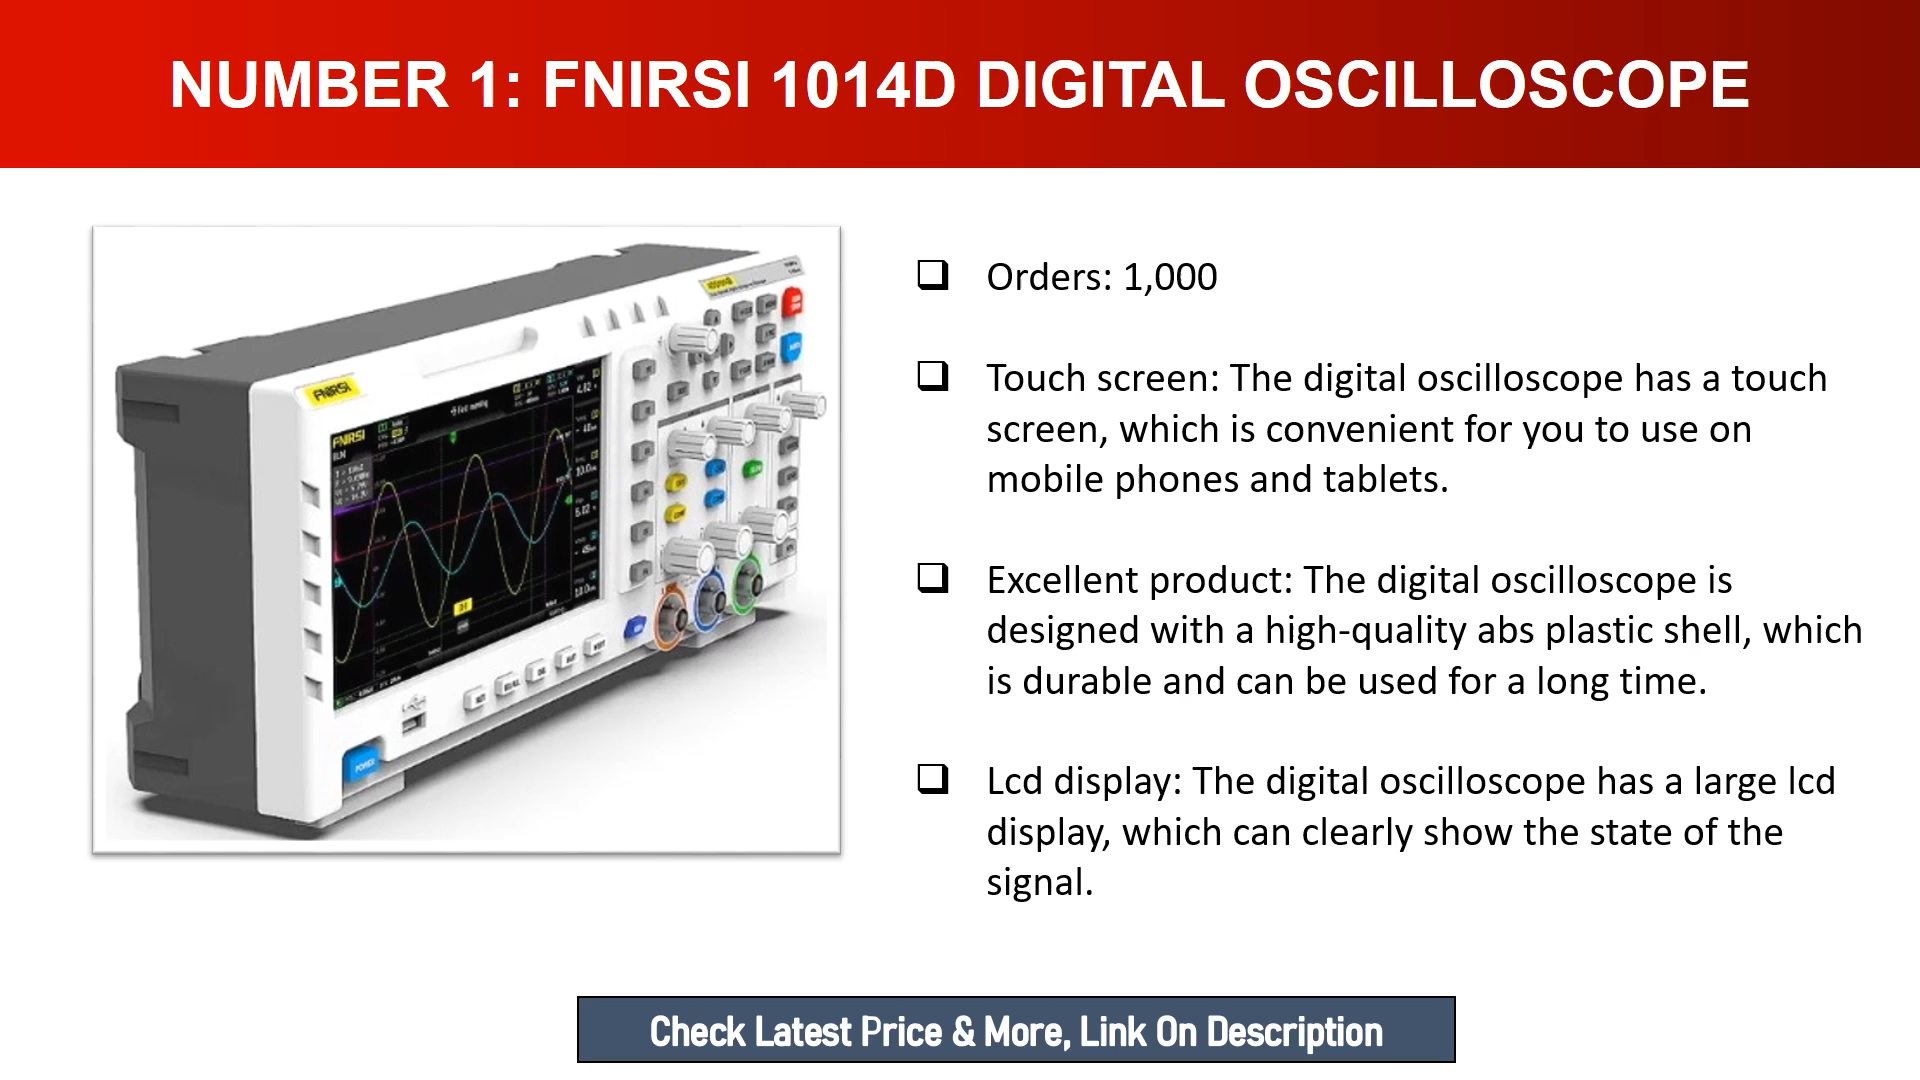 NUMBER 1: FNIRSI 1014D DIGITAL OSCILLOSCOPE
FNIRSI
FNIRSI
POWER
Orders: 1,000
Touch screen: The digital oscilloscope has a touch
screen, which is convenient for you to use on
mobile phones and tablets.
Excellent product: The digital oscilloscope is
designed with a high-quality abs plastic shell, which
is durable and can be used for a long time.
Lcd display: The digital oscilloscope has a large lcd
display, which can clearly show the state of the
signal.
Check Latest Price & More, Link On Description